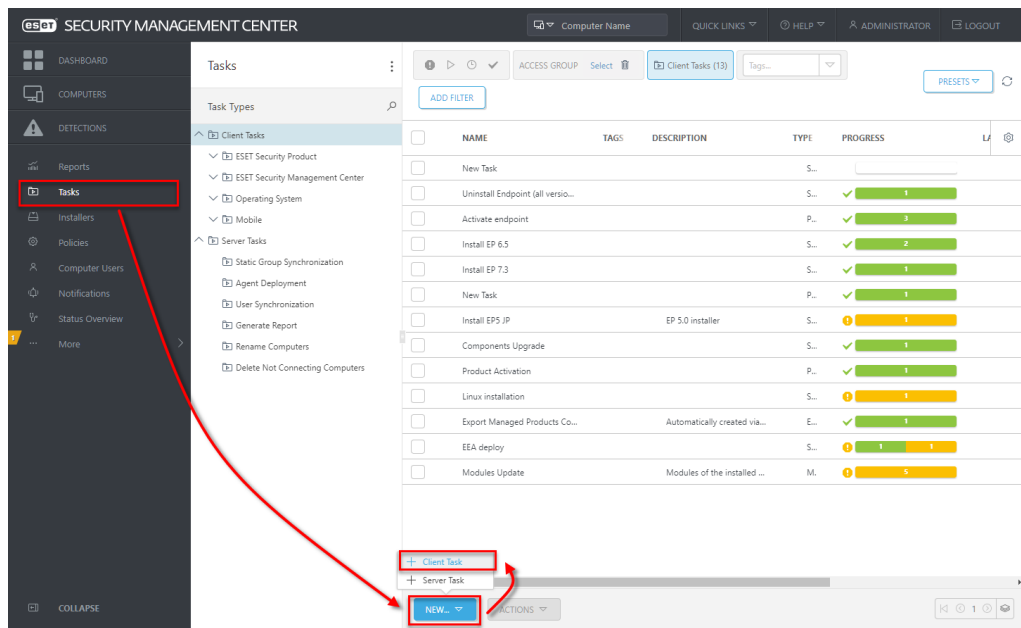 eset SECURITY MANAGEMENT CENTER
Computer Name
QUICK LINKS
HELP
ADMINISTRATOR
LOGOUT
DASHBOARD
COMPUTERS
DETECTIONS
Reports
Tasks
Installers
Policies
Computer Users
Notifications
Status Overview
1
More
COLLAPSE
Tasks
Task Types
Client Tasks
ESET Security Product
ESET Security Management Center
Operating System
Mobile
Server Tasks
Static Group Synchronization
Agent Deployment
User Synchronization
Generate Report
Rename Computers
Delete Not Connecting Computers
ACCESS GROUP Select
Client Tasks (13)
Tags...
PRESETS
ADD FILTER
NAME TAGS DESCRIPTION TYPE PROGRESS LA
New Task S...
Uninstall Endpoint (all versio... S... 1
Activate endpoint P... 3
Install EP 6.5 S... 2
Install EP 7.3 S... 1
New Task P... 1
Install EP5 JP EP 5.0 installer S... 1
Components Upgrade S... 1
Product Activation P... 1
Linux installation S... 1
Export Managed Products Co... Automatically created via... E... 1
EEA deploy S... 1 1
Modules Update Modules of the installed ... M. 5
+ Client Task
+ Server Task
NEW...
ACTIONS
1